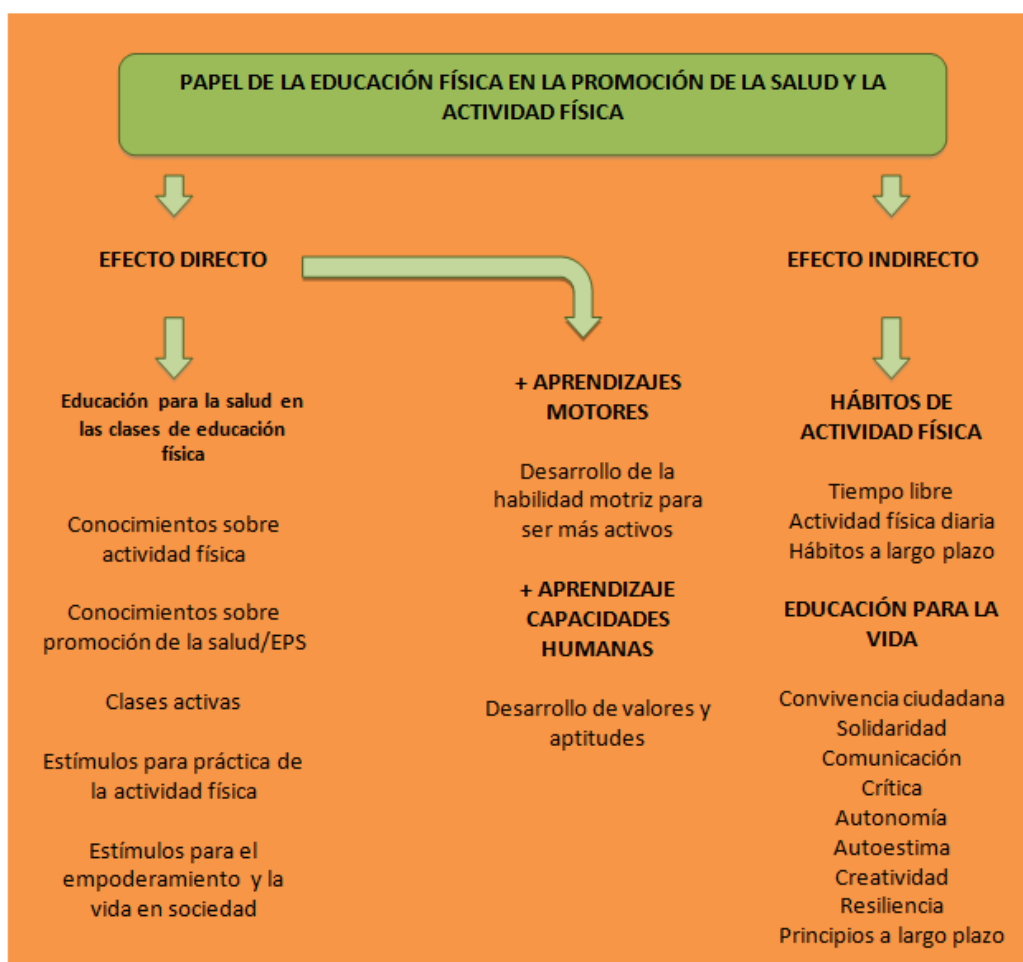 PAPEL DE LA EDUCACIÓN FÍSICA EN LA PROMOCIÓN DE LA SALUD Y LA
ACTIVIDAD FÍSICA
EFECTO DIRECTO
EFECTO INDIRECTO
Educación para la salud en
las clases de educación
física
Conocimientos sobre
actividad física
Conocimientos sobre
promoción de la salud/EPS
Clases activas
Estímulos para práctica de
la actividad física
Estímulos para el
empoderamiento y la
vida en sociedad
+ APRENDIZAJES
MOTORES
Desarrollo de la
habilidad motriz para
ser más activos
+ APRENDIZAJE
CAPACIDADES
HUMANAS
Desarrollo de valores y
aptitudes
HÁBITOS DE
ACTIVIDAD FÍSICA
Tiempo libre
Actividad física diaria
Hábitos a largo plazo
EDUCACIÓN PARA LA
VIDA
Convivencia ciudadana
Solidaridad
Comunicación
Crítica
Autonomía
Autoestima
Creatividad
Resiliencia
Principios a largo plazo